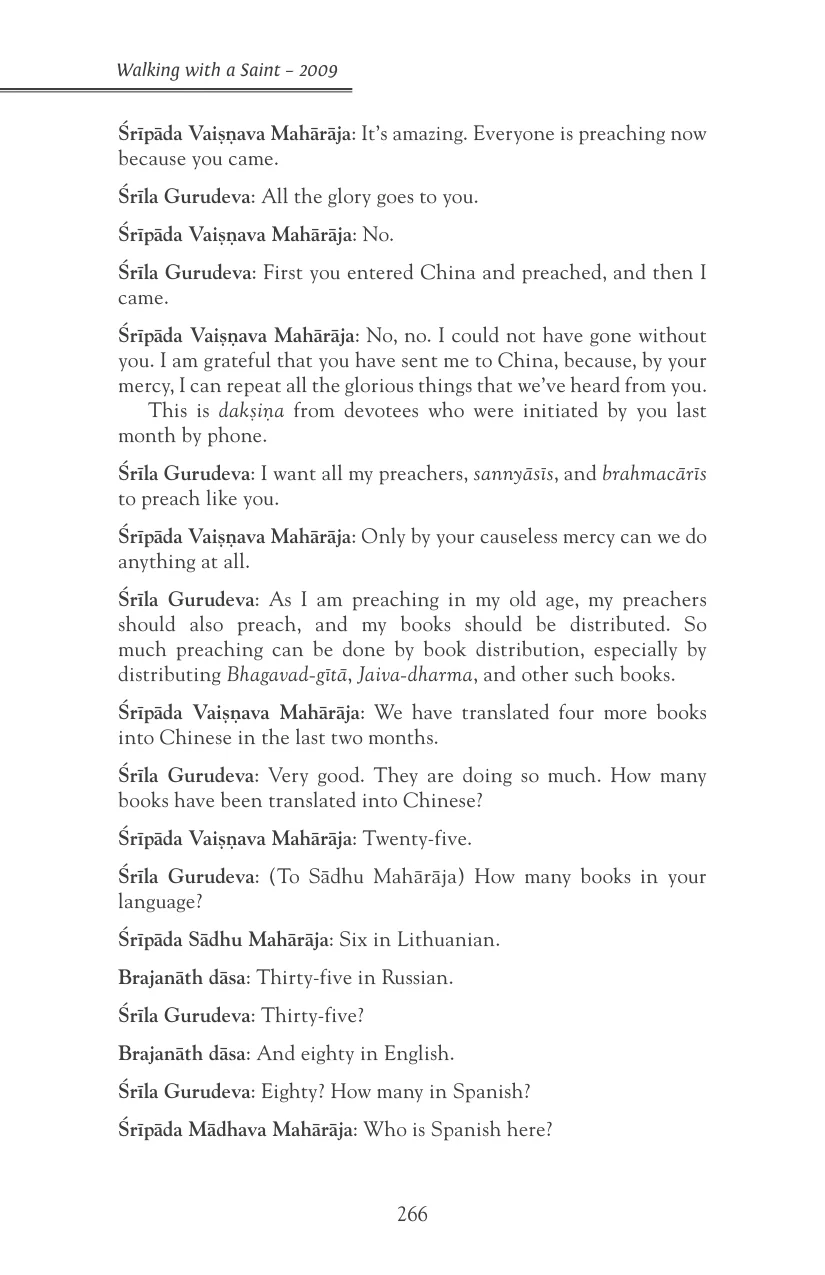 Walking with a Saint – 2009
Śrīpāda Vaiṣṇava Mahārāja: It’s amazing. Everyone is preaching now
because you came.
Śrīla Gurudeva: All the glory goes to you.
Śrīpāda Vaiṣṇava Mahārāja: No.
Śrīla Gurudeva: First you entered China and preached, and then I
came.
Śrīpāda Vaiṣṇava Mahārāja: No, no. I could not have gone without
you. I am grateful that you have sent me to China, because, by your
mercy, I can repeat all the glorious things that we’ve heard from you.
This is dakṣiṇa from devotees who were initiated by you last
month by phone.
Śrīla Gurudeva: I want all my preachers, sannyāsīs, and brahmacārīs
to preach like you.
Śrīpāda Vaiṣṇava Mahārāja: Only by your causeless mercy can we do
anything at all.
Śrīla Gurudeva: As I am preaching in my old age, my preachers
should also preach, and my books should be distributed. So
much preaching can be done by book distribution, especially by
distributing Bhagavad-gītā, Jaiva-dharma, and other such books.
Śrīpāda Vaiṣṇava Mahārāja: We have translated four more books
into Chinese in the last two months.
Śrīla Gurudeva: Very good. They are doing so much. How many
books have been translated into Chinese?
Śrīpāda Vaiṣṇava Mahārāja: Twenty-five.
Śrīla Gurudeva: (To Sādhu Mahārāja) How many books in your
language?
Śrīpāda Sādhu Mahārāja: Six in Lithuanian.
Brajanāth dāsa: Thirty-five in Russian.
Śrīla Gurudeva: Thirty-five?
Brajanāth dāsa: And eighty in English.
Śrīla Gurudeva: Eighty? How many in Spanish?
Śrīpāda Mādhava Mahārāja: Who is Spanish here?
266